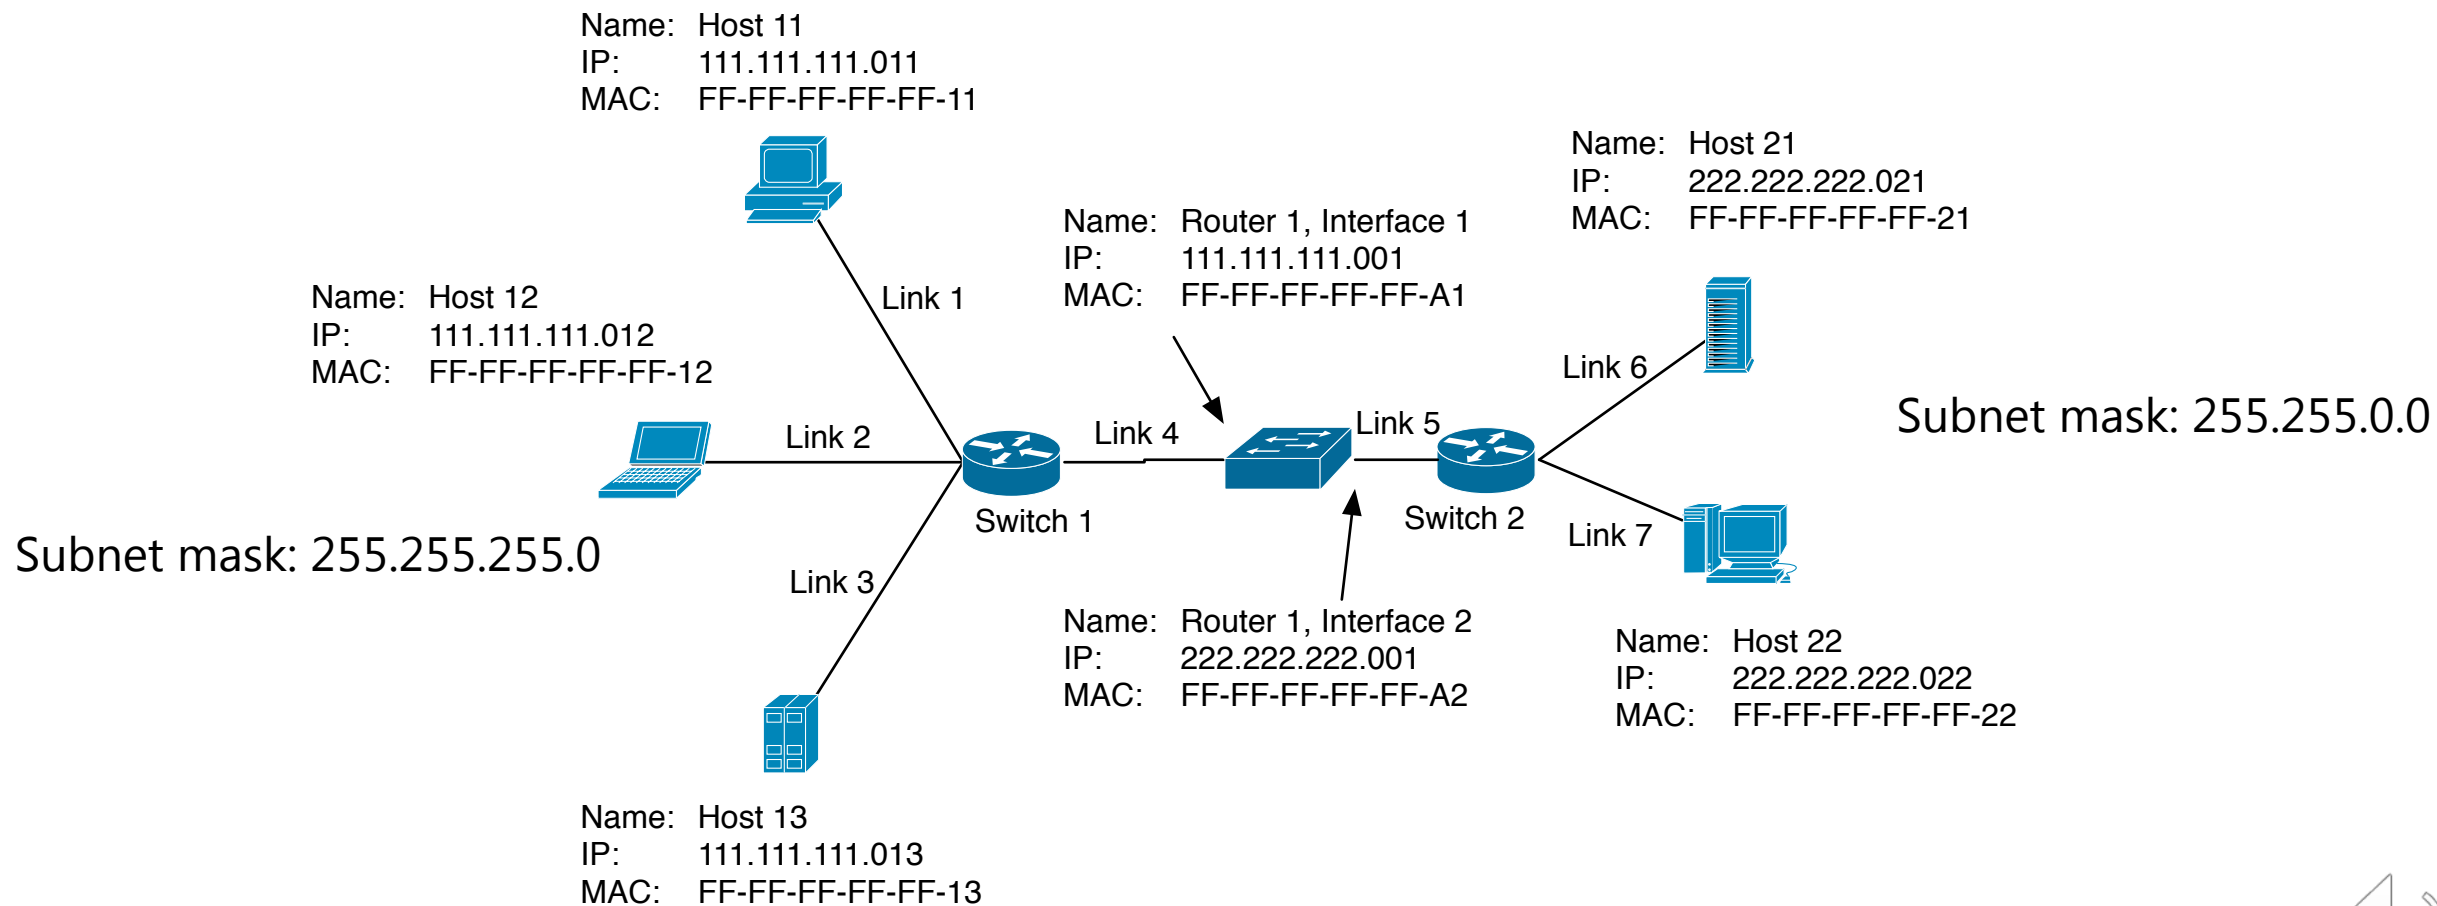 Name: Host 11
IP: 111.111.111.011
MAC: FF-FF-FF-FF-FF-11
Name: Host 21
IP: 222.222.222.021
MAC: FF-FF-FF-FF-FF-21
Name: Router 1, Interface 1
IP: 111.111.111.001
MAC: FF-FF-FF-FF-FF-A1
Name: Host 12
IP: 111.111.111.012
MAC: FF-FF-FF-FF-FF-12
Link 1
Link 6
Subnet mask: 255.255.0.0
Link 2
Link 4
Link 5
Switch 1
Switch 2
Link 7
Subnet mask: 255.255.255.0
Link 3
Name: Router 1, Interface 2
IP: 222.222.222.001
MAC: FF-FF-FF-FF-FF-A2
Name: Host 22
IP: 222.222.222.022
MAC: FF-FF-FF-FF-FF-22
Name: Host 13
IP: 111.111.111.013
MAC: FF-FF-FF-FF-FF-13